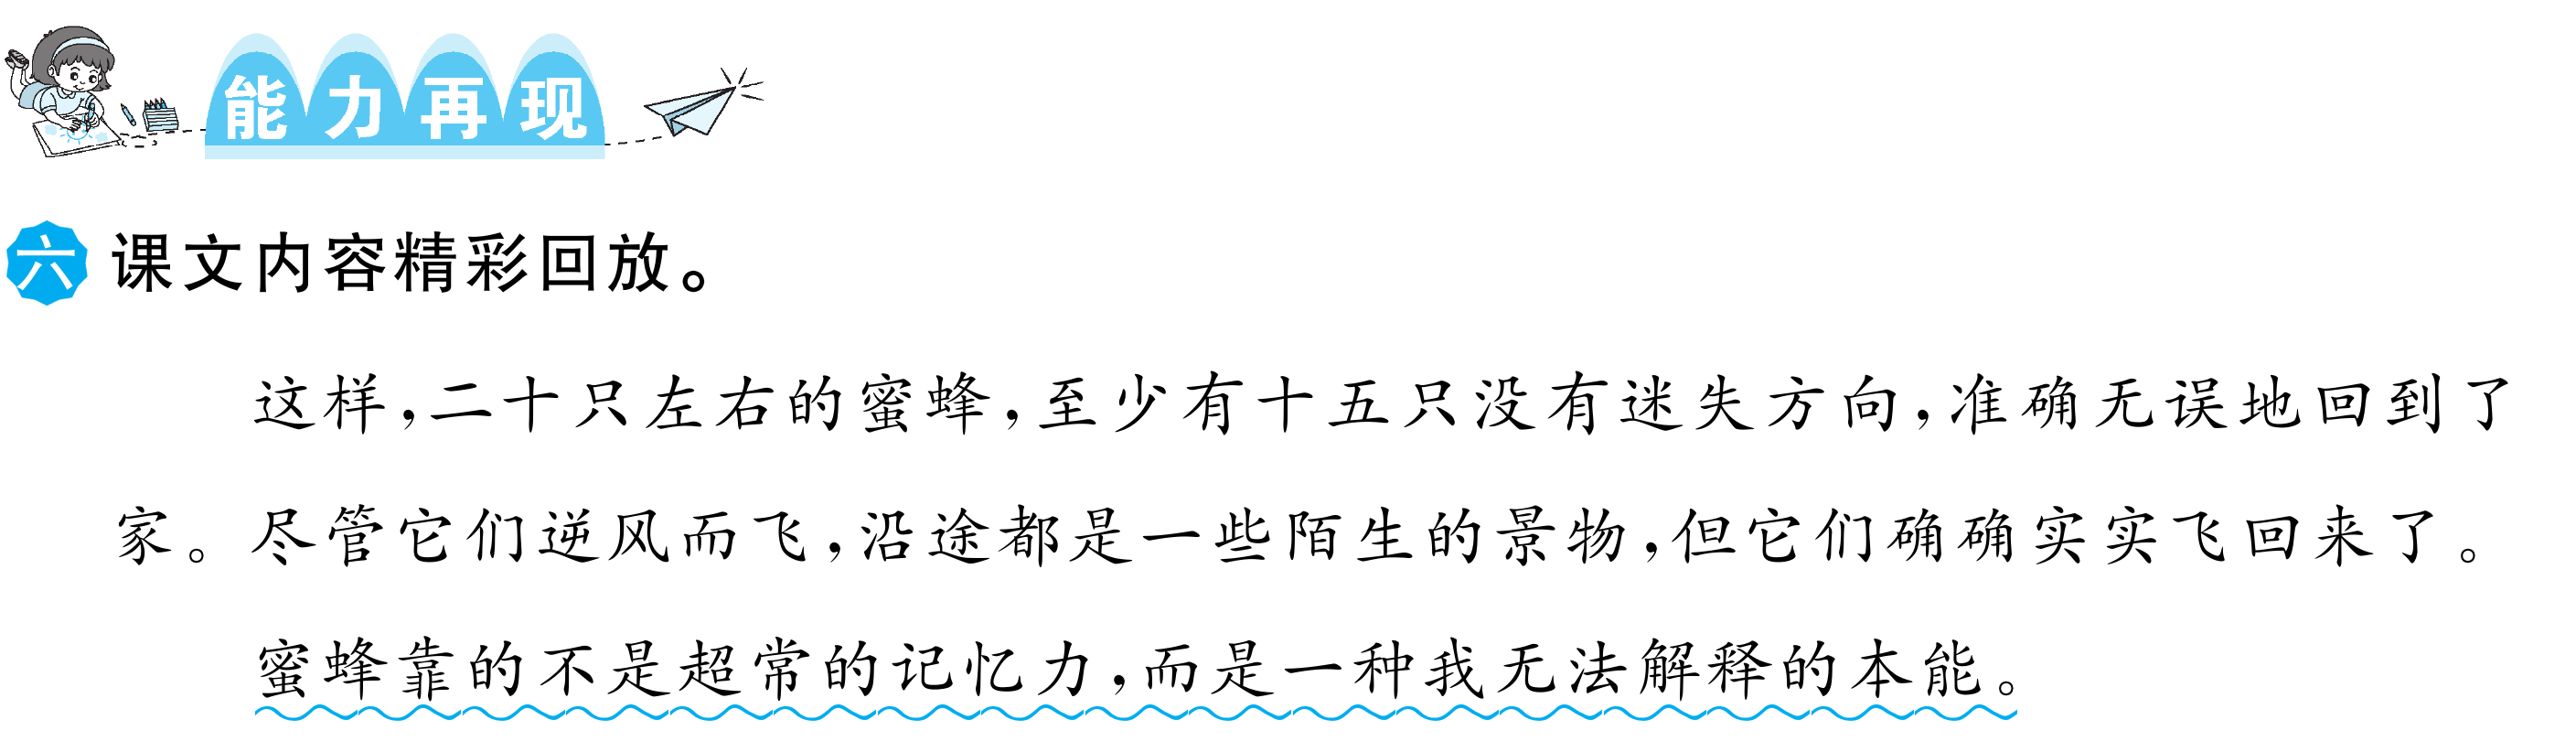 能力再现
六 课文内容精彩回放。
这样,二十只左右的蜜蜂,至少有十五只没有迷失方向,准确无误地回到了
家。尽管它们逆风而飞,沿途都是一些陌生的景物,但它们确确实实飞回来了。
蜜蜂靠的不是超常的记忆力,而是一种我无法解释的本能。